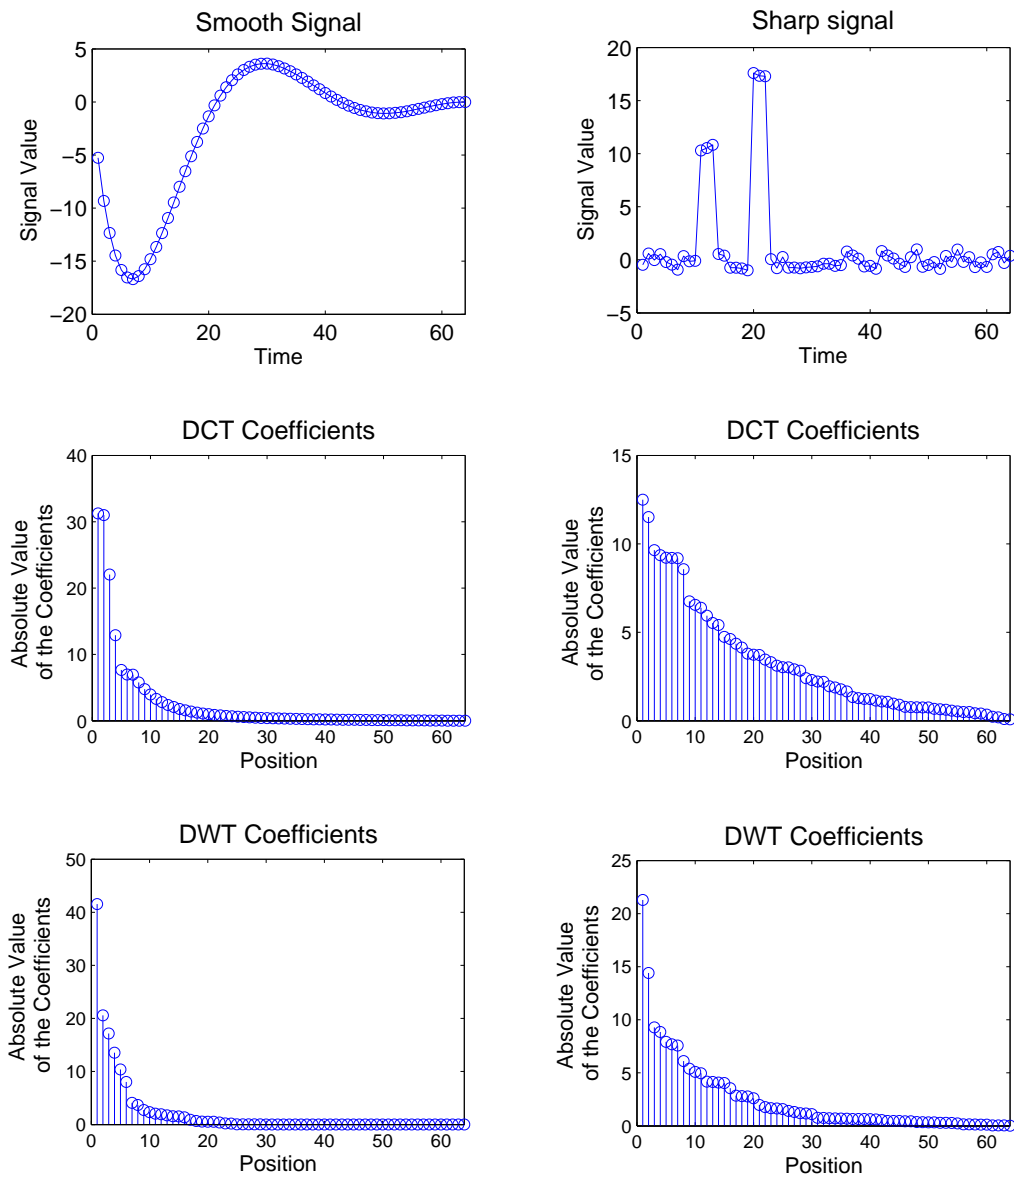 Smooth Signal
5
0
−5
−10
−15
−20
Signal Value
0 20 40 60
Time
Sharp signal
20
15
10
5
0
−5
Signal Value
0 20 40 60
Time
DCT Coefficients
40
30
20
10
0
Absolute Value
of the Coefficients
0 10 20 30 40 50 60
Position
DCT Coefficients
15
10
5
0
Absolute Value
of the Coefficients
0 10 20 30 40 50 60
Position
DWT Coefficients
50
40
30
20
10
0
Absolute Value
of the Coefficients
0 10 20 30 40 50 60
Position
DWT Coefficients
25
20
15
10
5
0
Absolute Value
of the Coefficients
0 10 20 30 40 50 60
Position